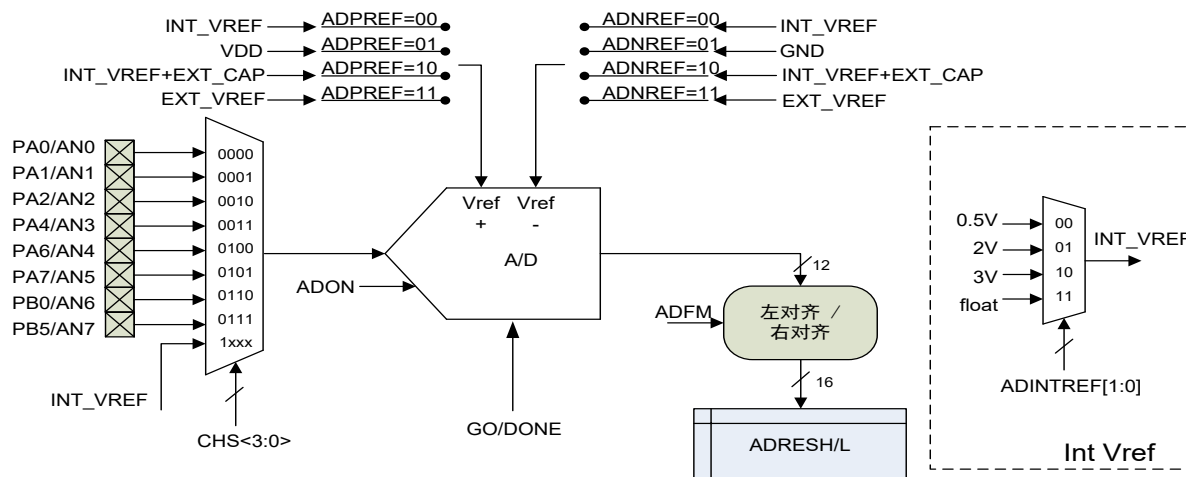 INT_VREF
ADPREF=00
ADNREF=00
INT_VREF
VDD
ADPREF=01
ADNREF=01
GND
INT_VREF+EXT_CAP
ADPREF=10
ADNREF=10
INT_VREF+EXT_CAP
EXT_VREF
ADPREF=11
ADNREF=11
EXT_VREF
PA0/AN0
PA1/AN1
PA2/AN2
PA4/AN3
PA6/AN4
PA7/AN5
PB0/AN6
PB5/AN7
INT_VREF
0000
0001
0010
0011
0100
0101
0110
0111
1xxx
CHS<3:0>
Vref
+
Vref
-
A/D
ADON
GO/DONE
12
ADFM
左对齐 /
右对齐
16
ADRESH/L
0.5V
2V
3V
float
00
01
10
11
INT_VREF
ADINTREF[1:0]
Int Vref